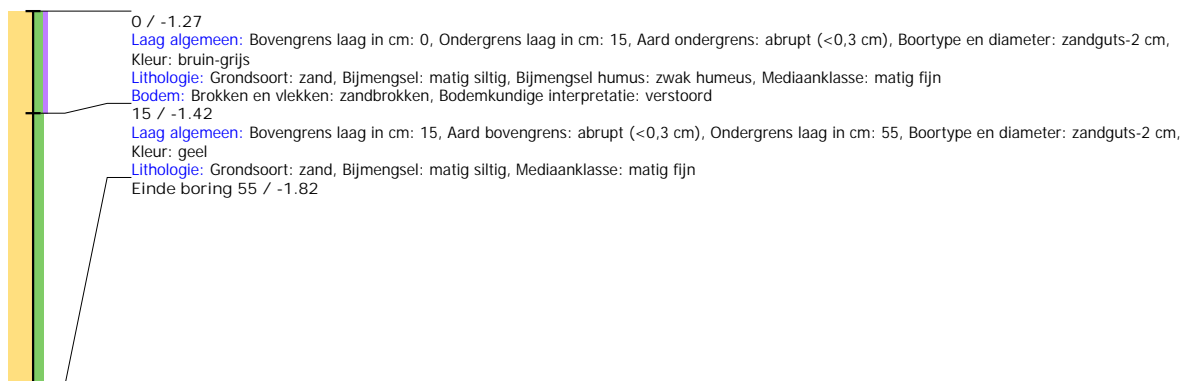 0 / -1.27
Laag algemeen: Bovengrens laag in cm: 0, Ondergrens laag in cm: 15, Aard ondergrens: abrupt (<0,3 cm), Boortype en diameter: zandguts-2 cm,
Kleur: bruin-grijs
Lithologie: Grondsoort: zand, Bijmengsel: matig siltig, Bijmengsel humus: zwak humeus, Mediaanklasse: matig fijn
Bodem: Brokken en vlekken: zandbrokken, Bodemkundige interpretatie: verstoord
15 / -1.42
Laag algemeen: Bovengrens laag in cm: 15, Aard bovengrens: abrupt (<0,3 cm), Ondergrens laag in cm: 55, Boortype en diameter: zandguts-2 cm,
Kleur: geel
Lithologie: Grondsoort: zand, Bijmengsel: matig siltig, Mediaanklasse: matig fijn
Einde boring 55 / -1.82